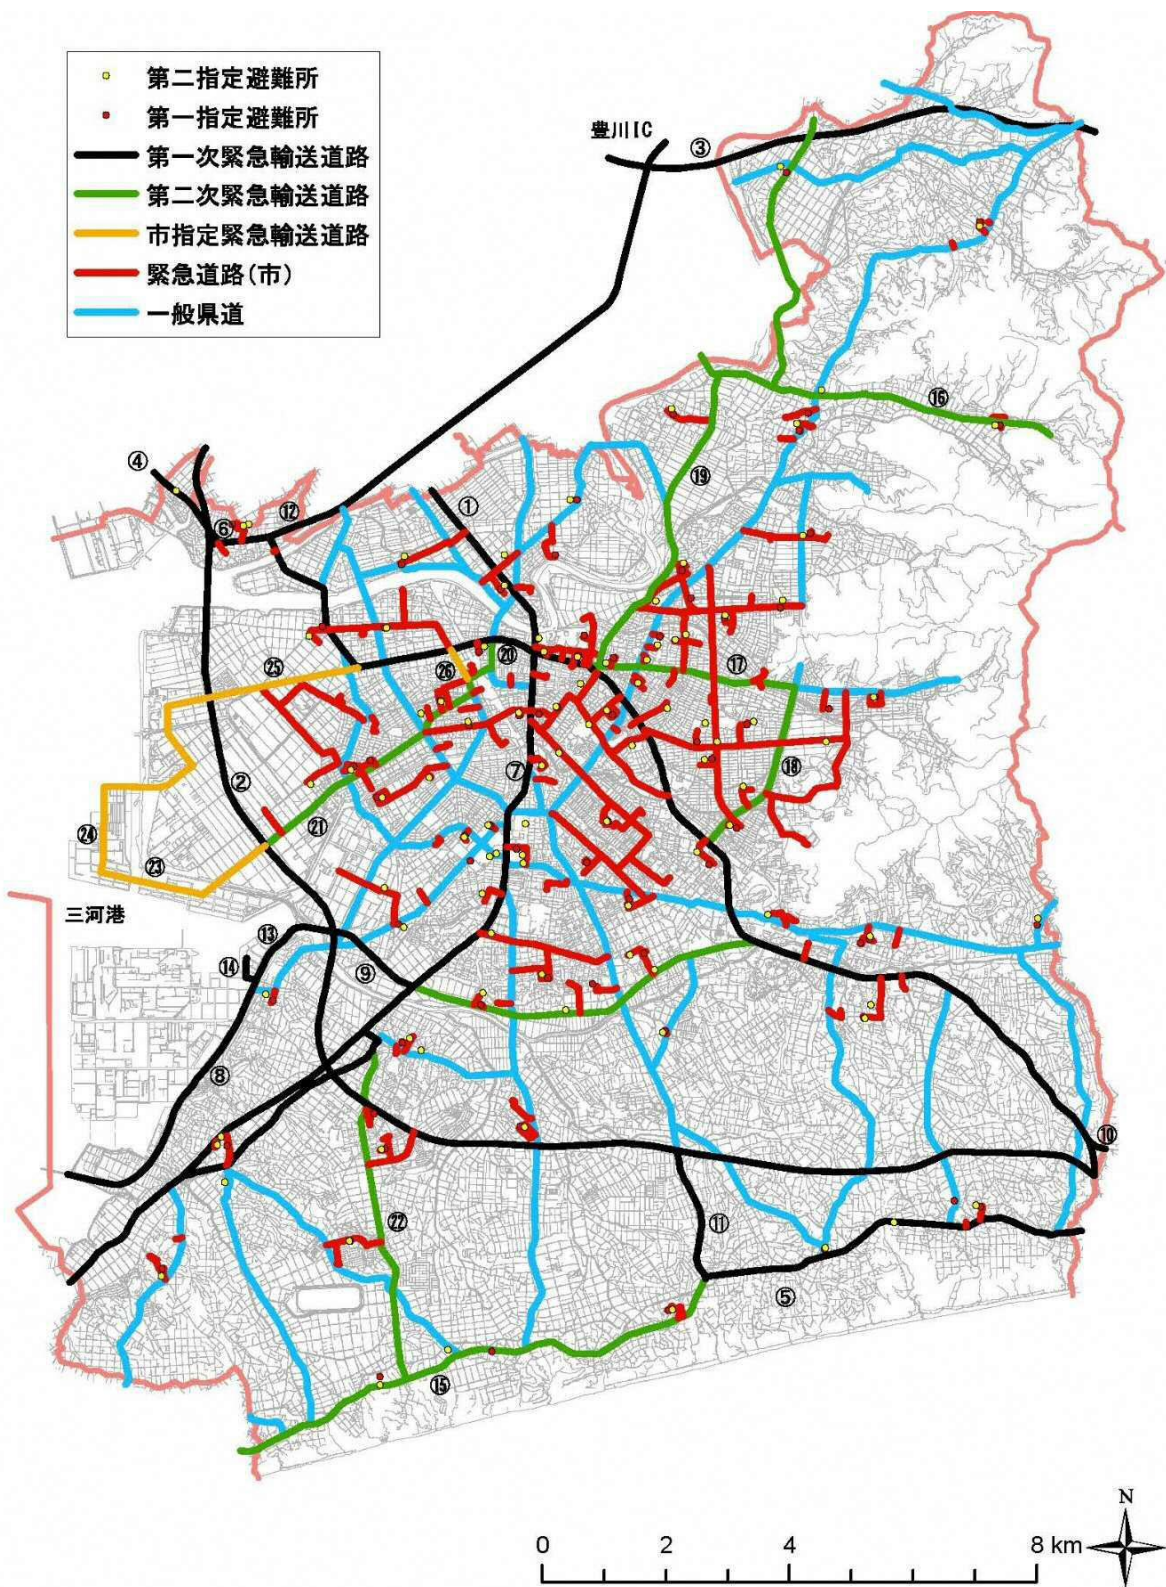 第二指定避難所
第一指定避難所
第一次緊急輸送道路
第二次緊急輸送道路
市指定緊急輸送道路
緊急道路(市)
一般県道
豊川IC
③
⑯
④
⑥
⑫
①
⑲
㉕
㉖
⑳
⑰
②
⑦
⑱
㉔
㉑
㉓
三河港
⑬
⑭
⑨
⑧
⑩
㉒
⑪
⑤
⑮
N
0 2 4 8 km